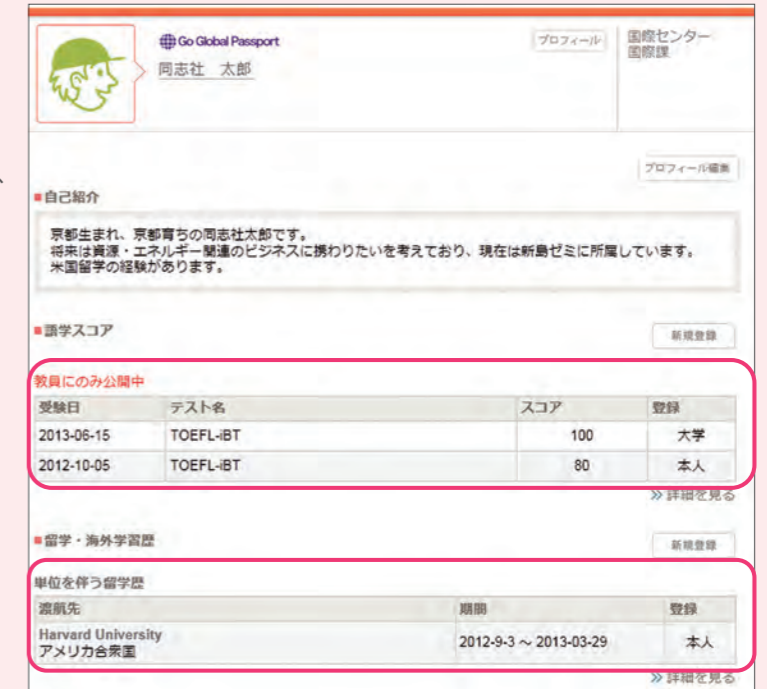 Go Global Passport
同志社 太郎
プロフィール
国際センター
国際課
プロフィール編集
■自己紹介
京都生まれ、京都育ちの同志社太郎です。
将来は資源・エネルギー関連のビジネスに携わりたいを考えており、現在は新島ゼミに所属しています。
米国留学の経験があります。
■語学スコア
新規登録
教員にのみ公開中
受験日 テスト名 スコア 登録
2013-06-15 TOEFL-iBT 100 大学
2012-10-05 TOEFL-iBT 80 本人
≫詳細を見る
■留学・海外学習歴
新規登録
単位を伴う留学歴
渡航先 期間 登録
Harvard University
アメリカ合衆国
2012-9-3 ~ 2013-03-29 本人
≫詳細を見る